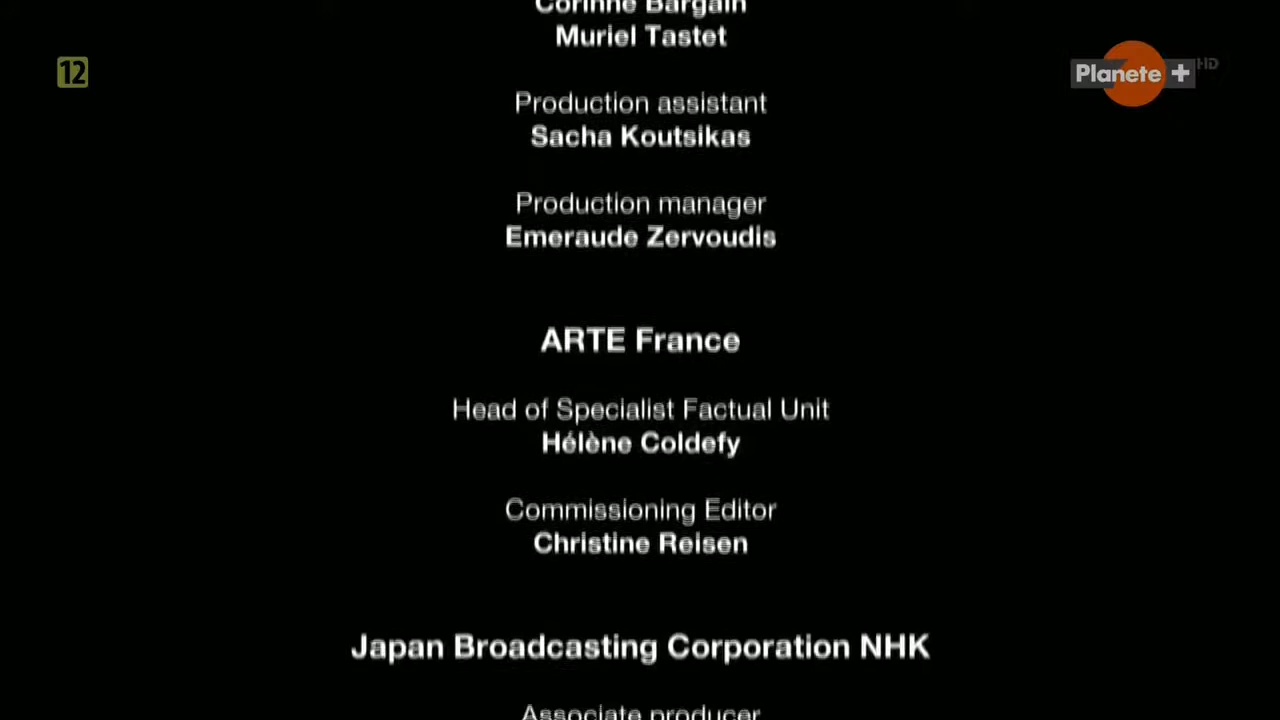 Corinne Bargain
Muriel Tastet
12
Planete +
HD
Production assistant
Sacha Koutsikas
Production manager
Emeraude Zervoudis
ARTE France
Head of Specialist Factual Unit
Hélène Coldefy
Commissioning Editor
Christine Reisen
Japan Broadcasting Corporation NHK
Associate producer